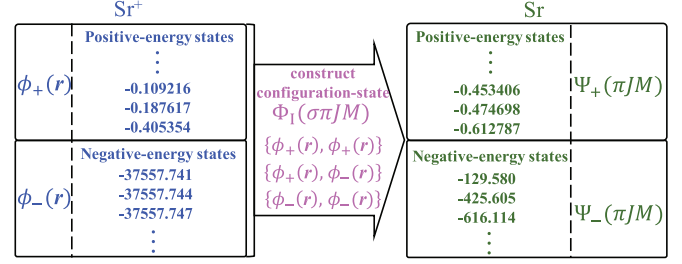 Sr⁺
Positive-energy states
⋮
-0.109216
-0.187617
-0.405354
ϕ₊(r)
Negative-energy states
-37557.741
-37557.744
-37557.747
⋮
ϕ₋(r)
construct
configuration-state
Φ_I(σπJM)
{ϕ₊(r), ϕ₊(r)}
{ϕ₊(r), ϕ₋(r)}
{ϕ₋(r), ϕ₋(r)}
Sr
Positive-energy states
⋮
-0.453406
-0.474698
-0.612787
Ψ₊(πJM)
Negative-energy states
-129.580
-425.605
-616.114
⋮
Ψ₋(πJM)